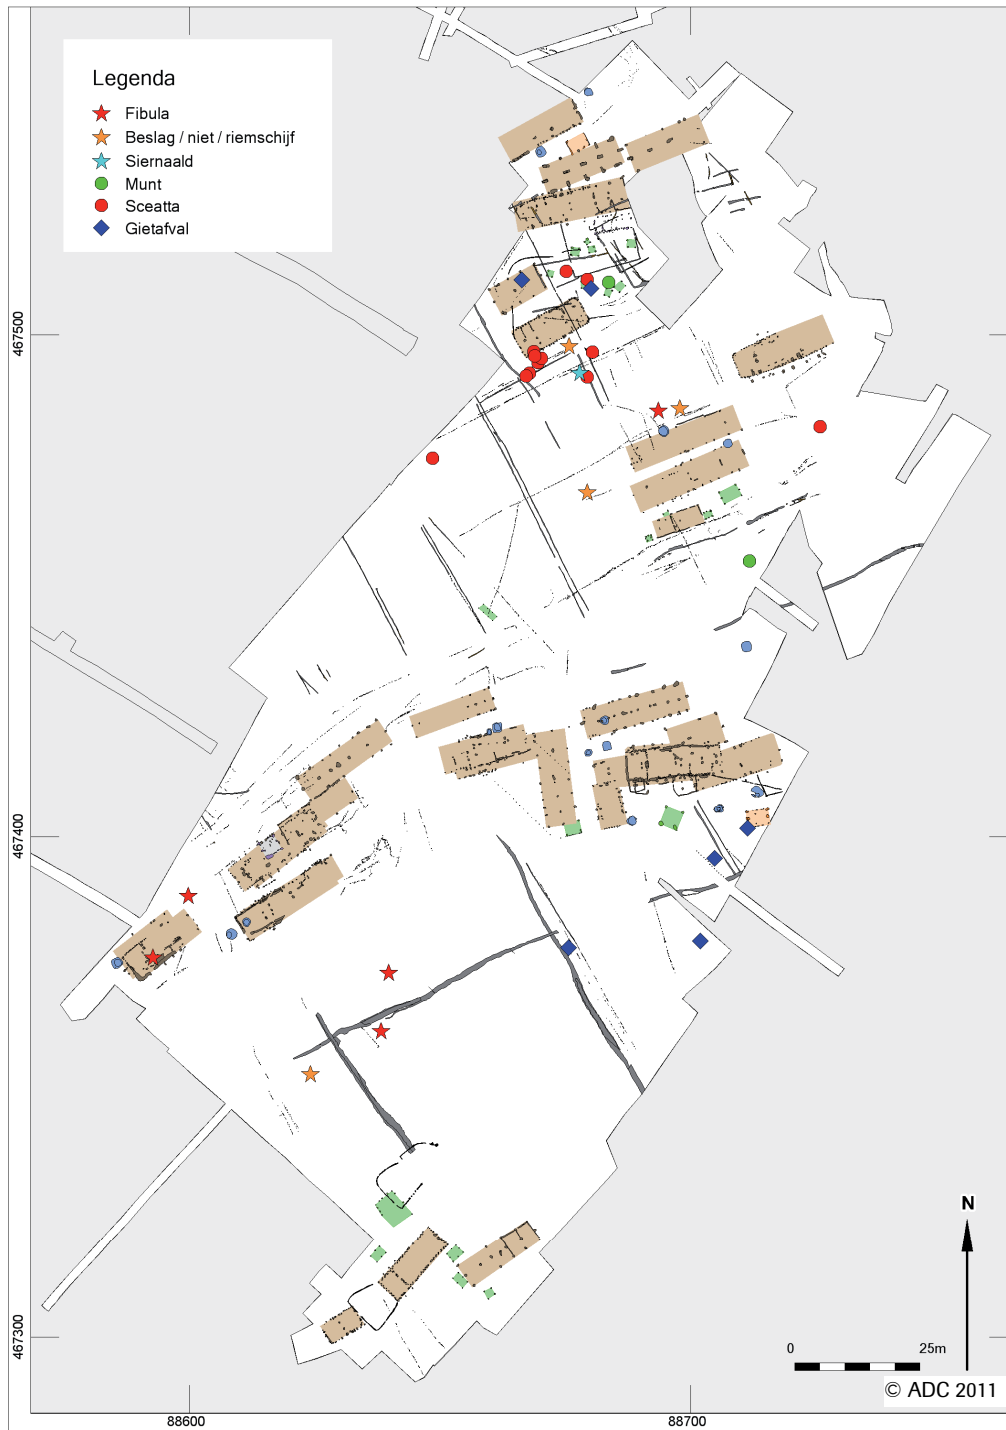 Legenda
Fibula
Beslag / niet / riemschijf
Siernaald
Munt
Sceatta
Gietafval
467500
467400
467300
N
0 25m
© ADC 2011
88600 88700